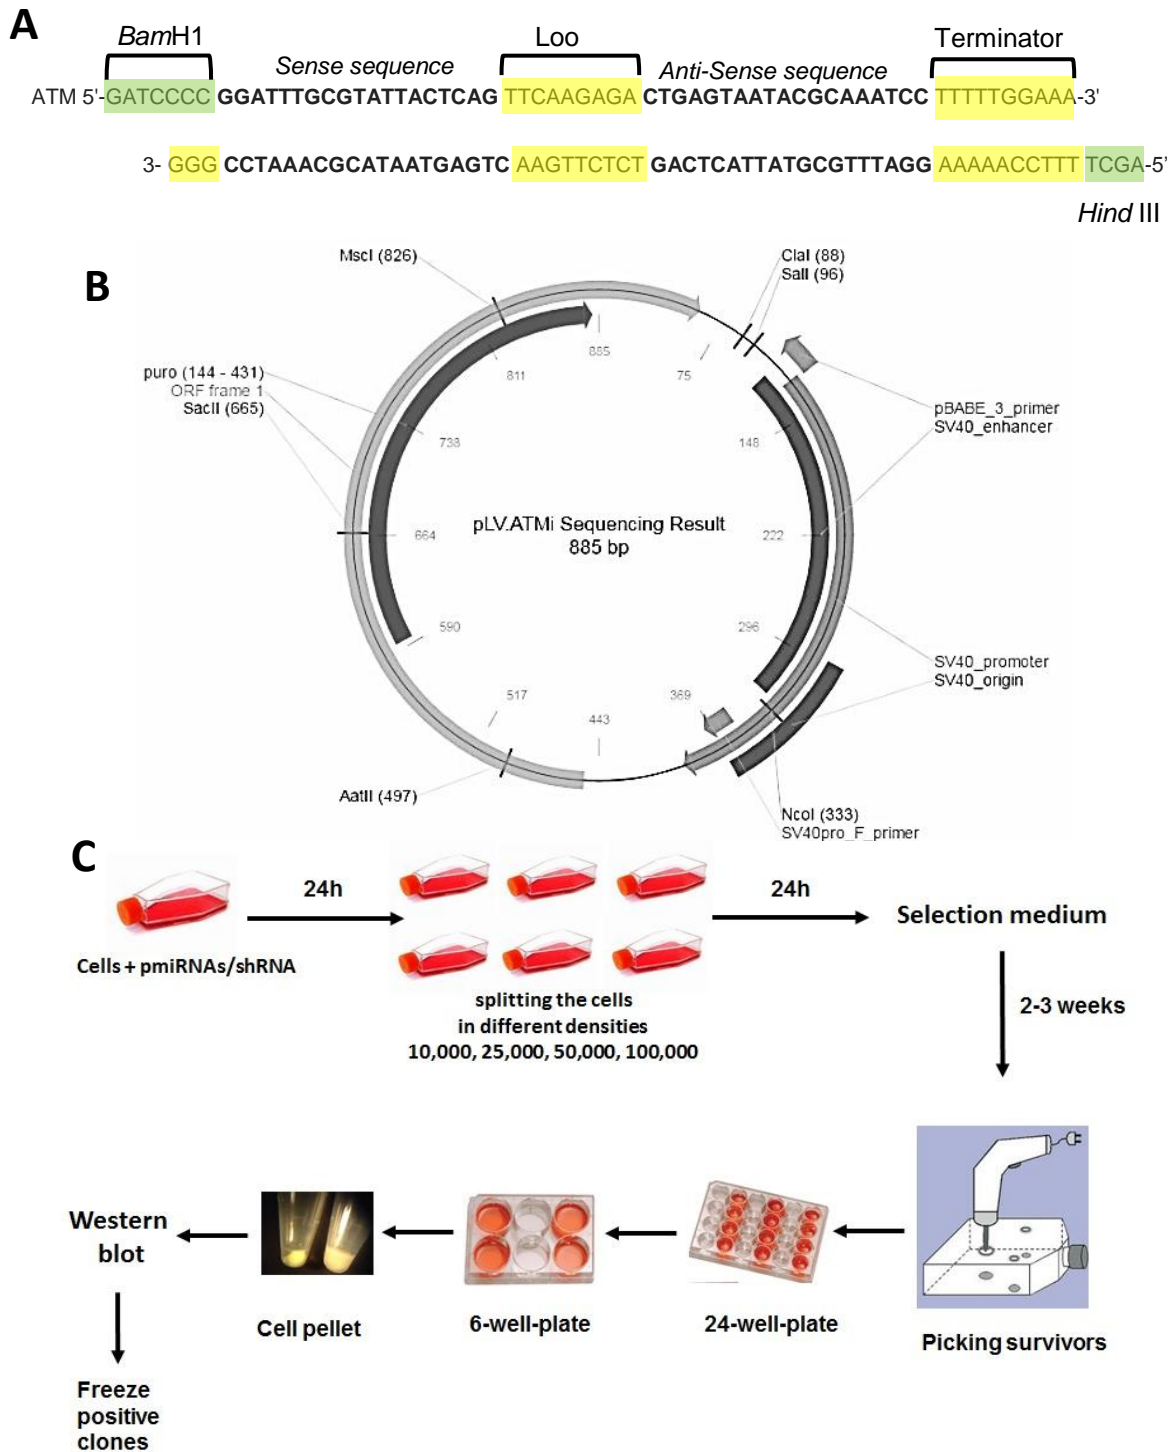 A
BamH1 Loo Terminator
Sense sequence Anti-Sense sequence
ATM 5'-GATCCCC GGATTTGCGTATTACTCAG TTCAAGAGA CTGAGTAATACGCAAATCC TTTTTGGAAA-3'
3- GGG CCTAAACGCATAATGAGTC AAGTTCTCT GACTCATTATGCGTTTAGG AAAAACCTTT TCGA-5'
Hind III
B
MscI (826)
ClaI (88)
SalI (96)
885
75
811
puro (144 - 431)
ORF frame 1
SacII (665)
pBABE_3_primer
SV40_enhancer
738
148
pLV.ATMi Sequencing Result
885 bp
664
222
590
296
SV40_promoter
SV40_origin
517
369
443
AatII (497)
NcoI (333)
SV40pro_F_primer
C
24h
24h
Selection medium
Cells + pmiRNAs/shRNA
splitting the cells
in different densities
10,000, 25,000, 50,000, 100,000
2-3 weeks
Western
blot
Cell pellet
6-well-plate
24-well-plate
Picking survivors
Freeze
positive
clones